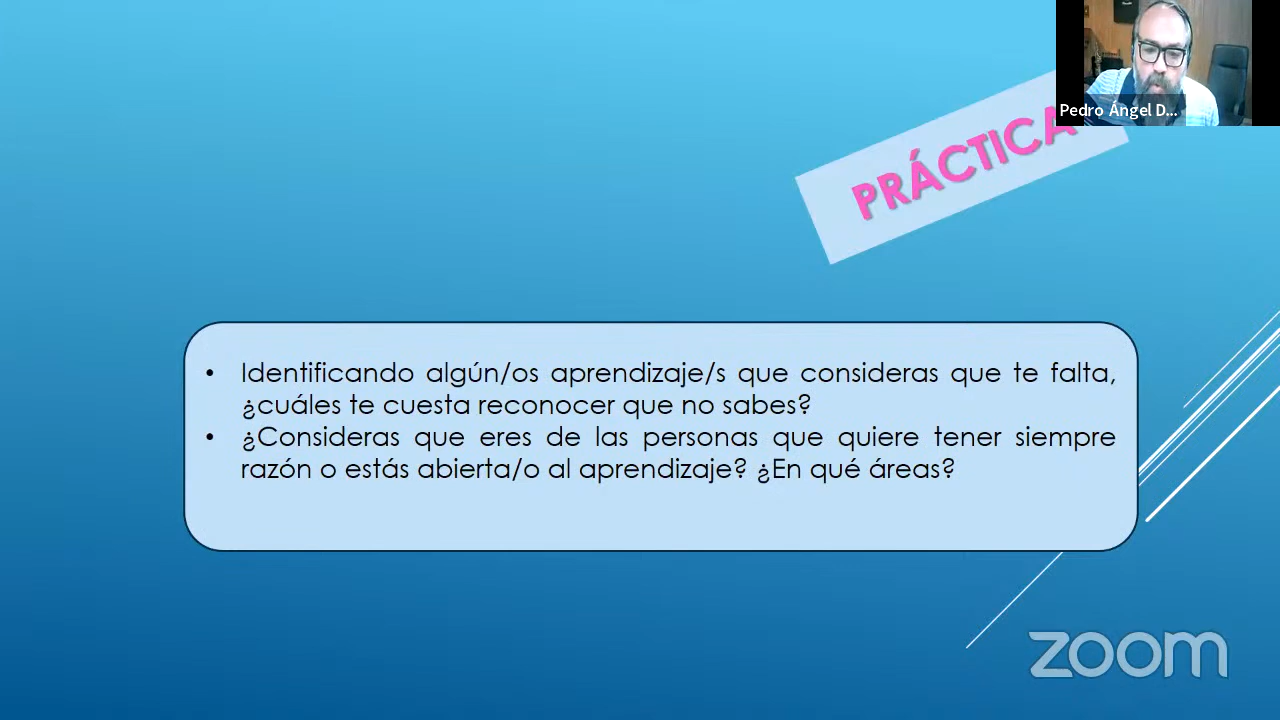 Pedro Ángel D...
PRÁCTICA
• Identificando algún/os aprendizaje/s que consideras que te falta,
¿cuáles te cuesta reconocer que no sabes?
• ¿Consideras que eres de las personas que quiere tener siempre
razón o estás abierta/o al aprendizaje? ¿En qué áreas?
zoom